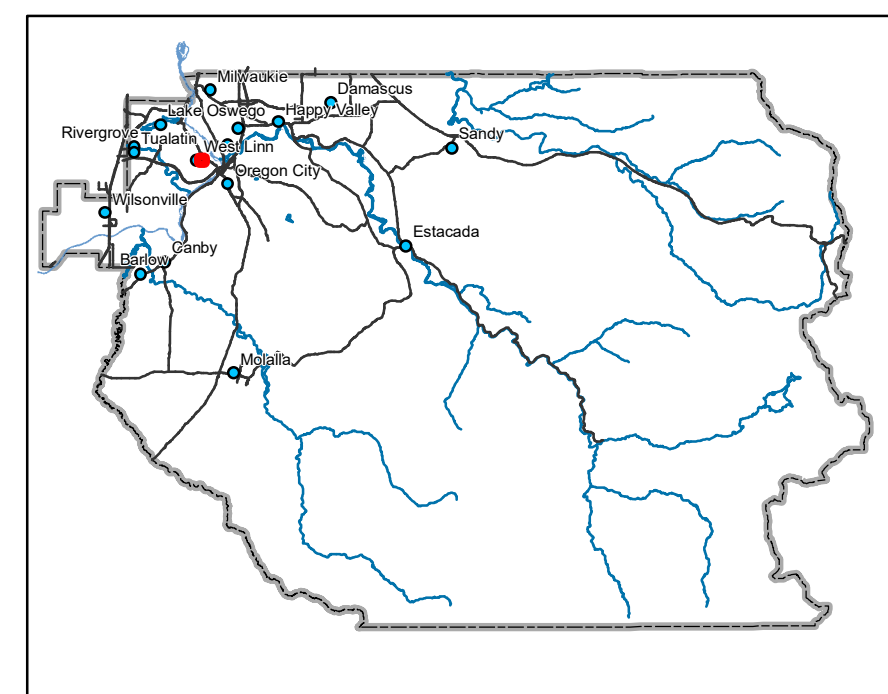 Milwaukie
Damascus
Lake Oswego
Happy Valley
Rivergrove
Tualatin
Sandy
West Linn
Oregon City
Wilsonville
Estacada
Canby
Barlow
Molalla